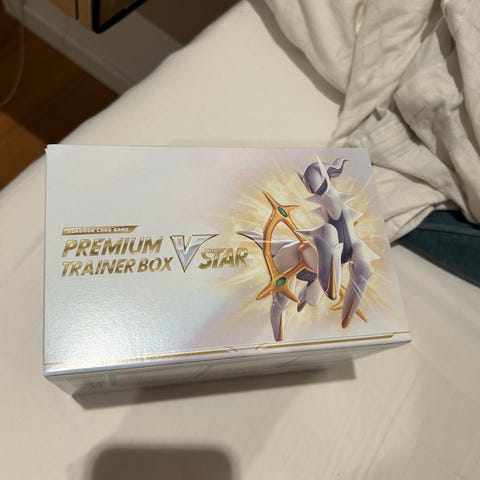 POKÉMON CARD GAME
PREMIUM
TRAINER BOX VSTAR